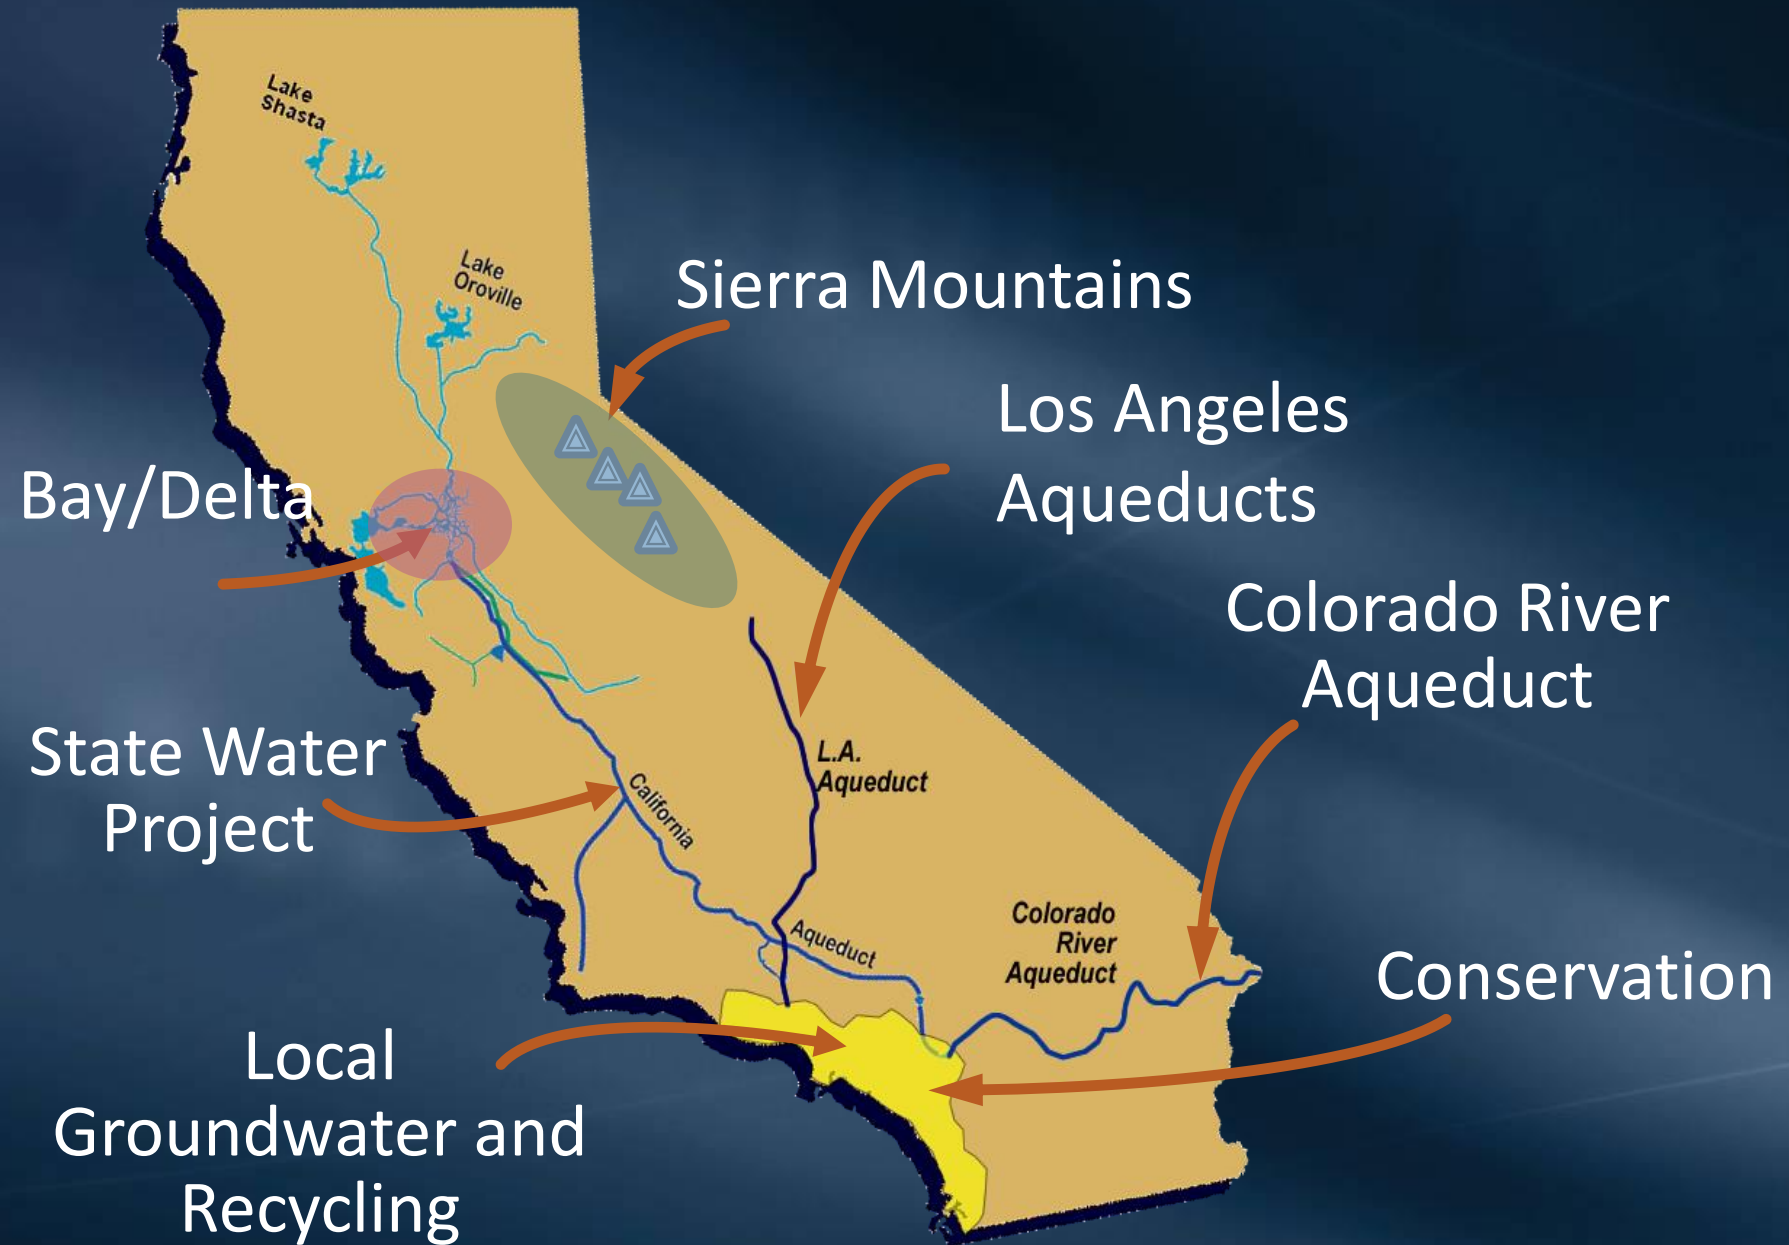 Lake
Shasta
Lake
Oroville
Sierra Mountains
Los Angeles
Aqueducts
Bay/Delta
Colorado River
Aqueduct
State Water
Project
L.A.
Aqueduct
California
Aqueduct
Colorado
River
Aqueduct
Conservation
Local
Groundwater and
Recycling